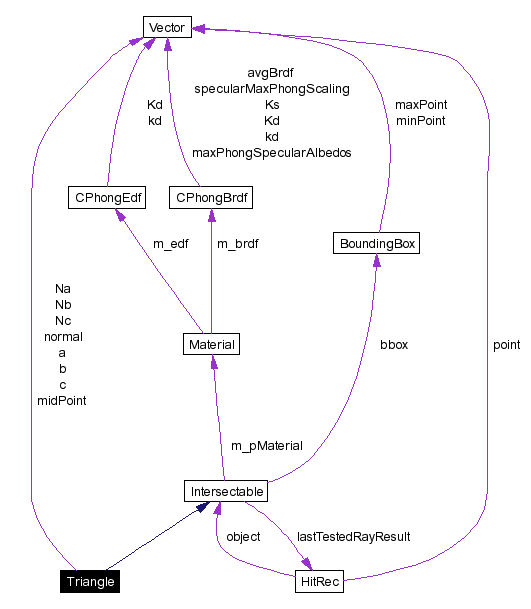 Vector
avgBrdf
specularMaxPhongScaling
Ks
Kd
kd
maxPhongSpecularAlbedos
Kd
kd
maxPoint
minPoint
CPhongEdf
CPhongBrdf
BoundingBox
m_edf
m_brdf
Na
Nb
Nc
normal
a
b
c
midPoint
Material
bbox
point
m_pMaterial
Intersectable
object
lastTestedRayResult
Triangle
HitRec